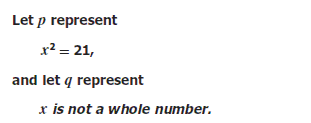 Let p represent
x² = 21,
and let q represent
x is not a whole number.